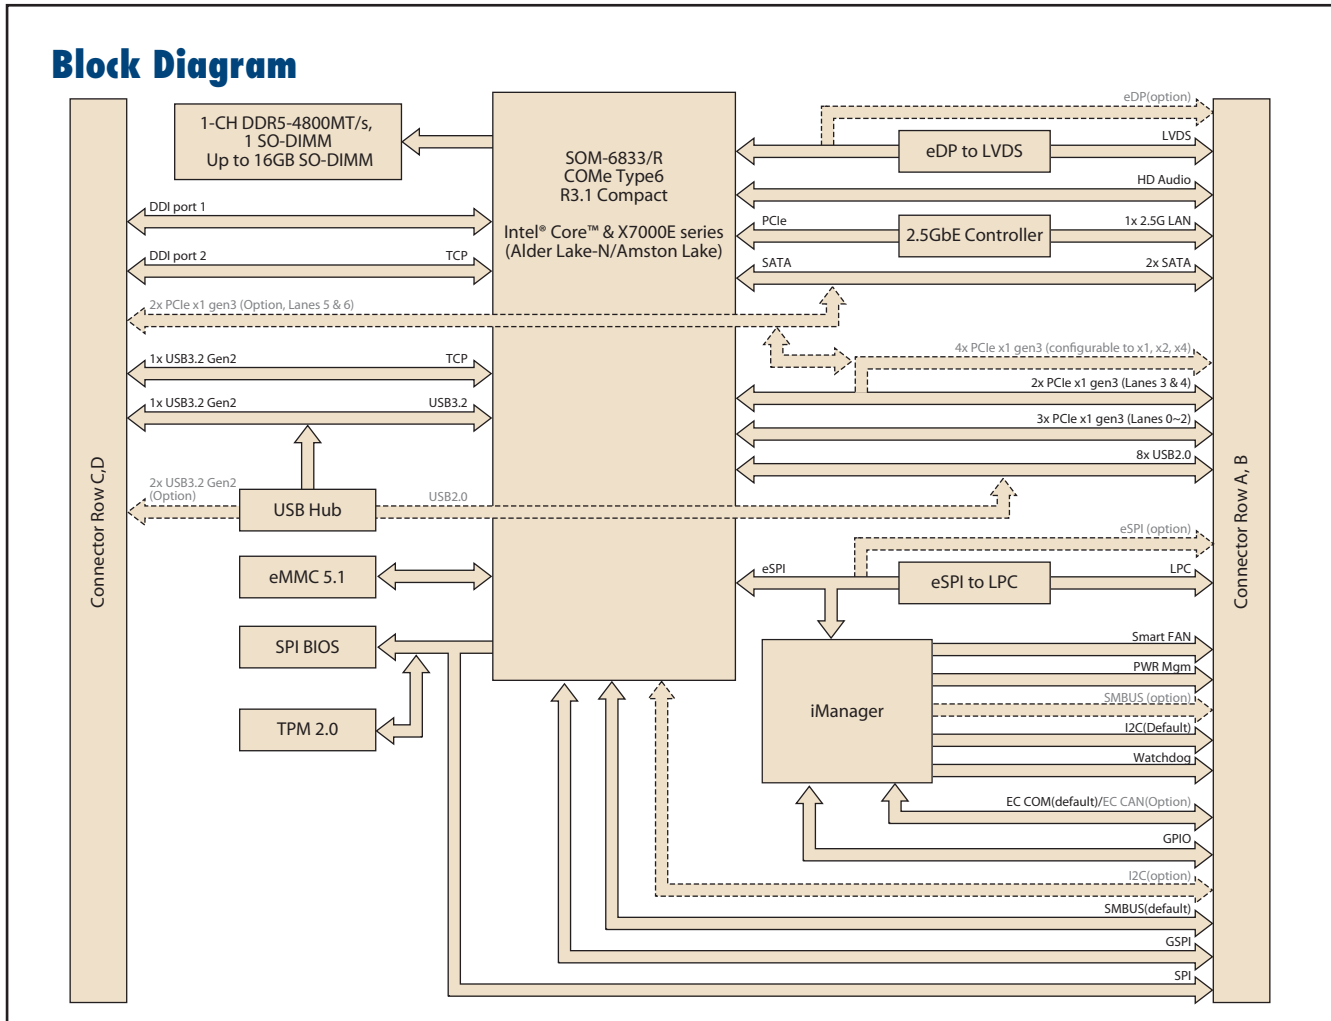 Block Diagram
1-CH DDR5-4800MT/s,
1 SO-DIMM
Up to 16GB SO-DIMM
SOM-6833/R
COMe Type6
R3.1 Compact
Intel® Core™ & X7000E series
(Alder Lake-N/Amston Lake)
Connector Row C,D
DDI port 1
DDI port 2
TCP
2x PCIe x1 gen3 (Option, Lanes 5 & 6)
1x USB3.2 Gen2
TCP
1x USB3.2 Gen2
USB3.2
2x USB3.2 Gen2
(Option)
USB Hub
USB2.0
eMMC 5.1
SPI BIOS
TPM 2.0
eDP(option)
eDP to LVDS
LVDS
HD Audio
PCIe
2.5GbE Controller
1x 2.5G LAN
SATA
2x SATA
4x PCIe x1 gen3 (configurable to x1, x2, x4)
2x PCIe x1 gen3 (Lanes 3 & 4)
3x PCIe x1 gen3 (Lanes 0~2)
8x USB2.0
eSPI (option)
eSPI
eSPI to LPC
LPC
iManager
Smart FAN
PWR Mgm
SMBUS (option)
I2C(Default)
Watchdog
EC COM(default)/EC CAN(Option)
GPIO
I2C(option)
SMBUS(default)
GSPI
SPI
Connector Row A, B